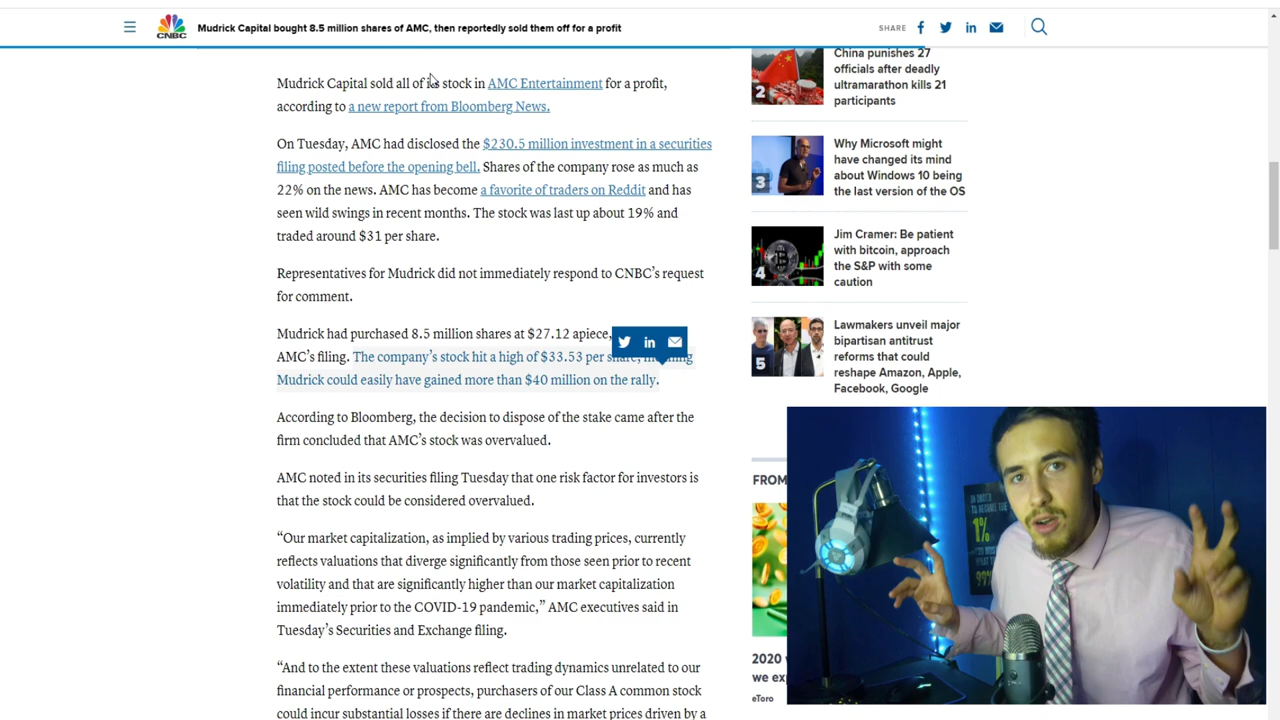 CNBC
Mudrick Capital bought 8.5 million shares of AMC, then reportedly sold them off for a profit
SHARE
Mudrick Capital sold all of its stock in AMC Entertainment for a profit,
according to a new report from Bloomberg News.
On Tuesday, AMC had disclosed the $230.5 million investment in a securities
filing posted before the opening bell. Shares of the company rose as much as
22% on the news. AMC has become a favorite of traders on Reddit and has
seen wild swings in recent months. The stock was last up about 19% and
traded around $31 per share.
Representatives for Mudrick did not immediately respond to CNBC’s request
for comment.
Mudrick had purchased 8.5 million shares at $27.12 apiece,
AMC’s filing. The company’s stock hit a high of $33.53 per share,
Mudrick could easily have gained more than $40 million on the rally.
According to Bloomberg, the decision to dispose of the stake came after the
firm concluded that AMC’s stock was overvalued.
AMC noted in its securities filing Tuesday that one risk factor for investors is
that the stock could be considered overvalued.
“Our market capitalization, as implied by various trading prices, currently
reflects valuations that diverge significantly from those seen prior to recent
volatility and that are significantly higher than our market capitalization
immediately prior to the COVID-19 pandemic,” AMC executives said in
Tuesday’s Securities and Exchange filing.
“And to the extent these valuations reflect trading dynamics unrelated to our
financial performance or prospects, purchasers of our Class A common stock
could incur substantial losses if there are declines in market prices driven by a
2
China punishes 27
officials after deadly
ultramarathon kills 21
participants
3
Why Microsoft might
have changed its mind
about Windows 10 being
the last version of the OS
4
Jim Cramer: Be patient
with bitcoin, approach
the S&P with some
caution
5
Lawmakers unveil major
bipartisan antitrust
reforms that could
reshape Amazon, Apple,
Facebook, Google
FROM
2020
we
eToro
TO BECOME THE
1%